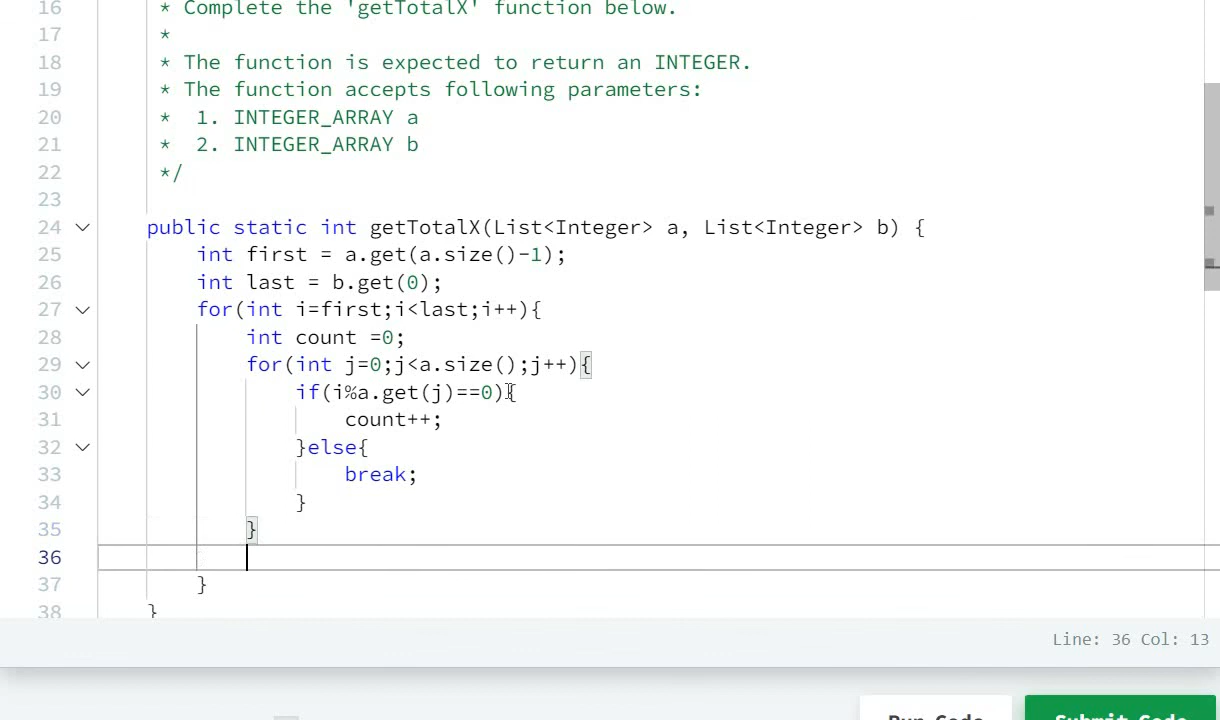 16 * Complete the 'getTotalX' function below.
17 *
18 * The function is expected to return an INTEGER.
19 * The function accepts following parameters:
20 *  1. INTEGER_ARRAY a
21 *  2. INTEGER_ARRAY b
22 */
23
24 public static int getTotalX(List<Integer> a, List<Integer> b) {
25 int first = a.get(a.size()-1);
26 int last = b.get(0);
27 for(int i=first;i<last;i++){
28 int count =0;
29 for(int j=0;j<a.size();j++){
30 if(i%a.get(j)==0){
31 count++;
32 }else{
33 break;
34 }
35 }
36
37 }
38 }
Line: 36 Col: 13
Run Code Submit Code